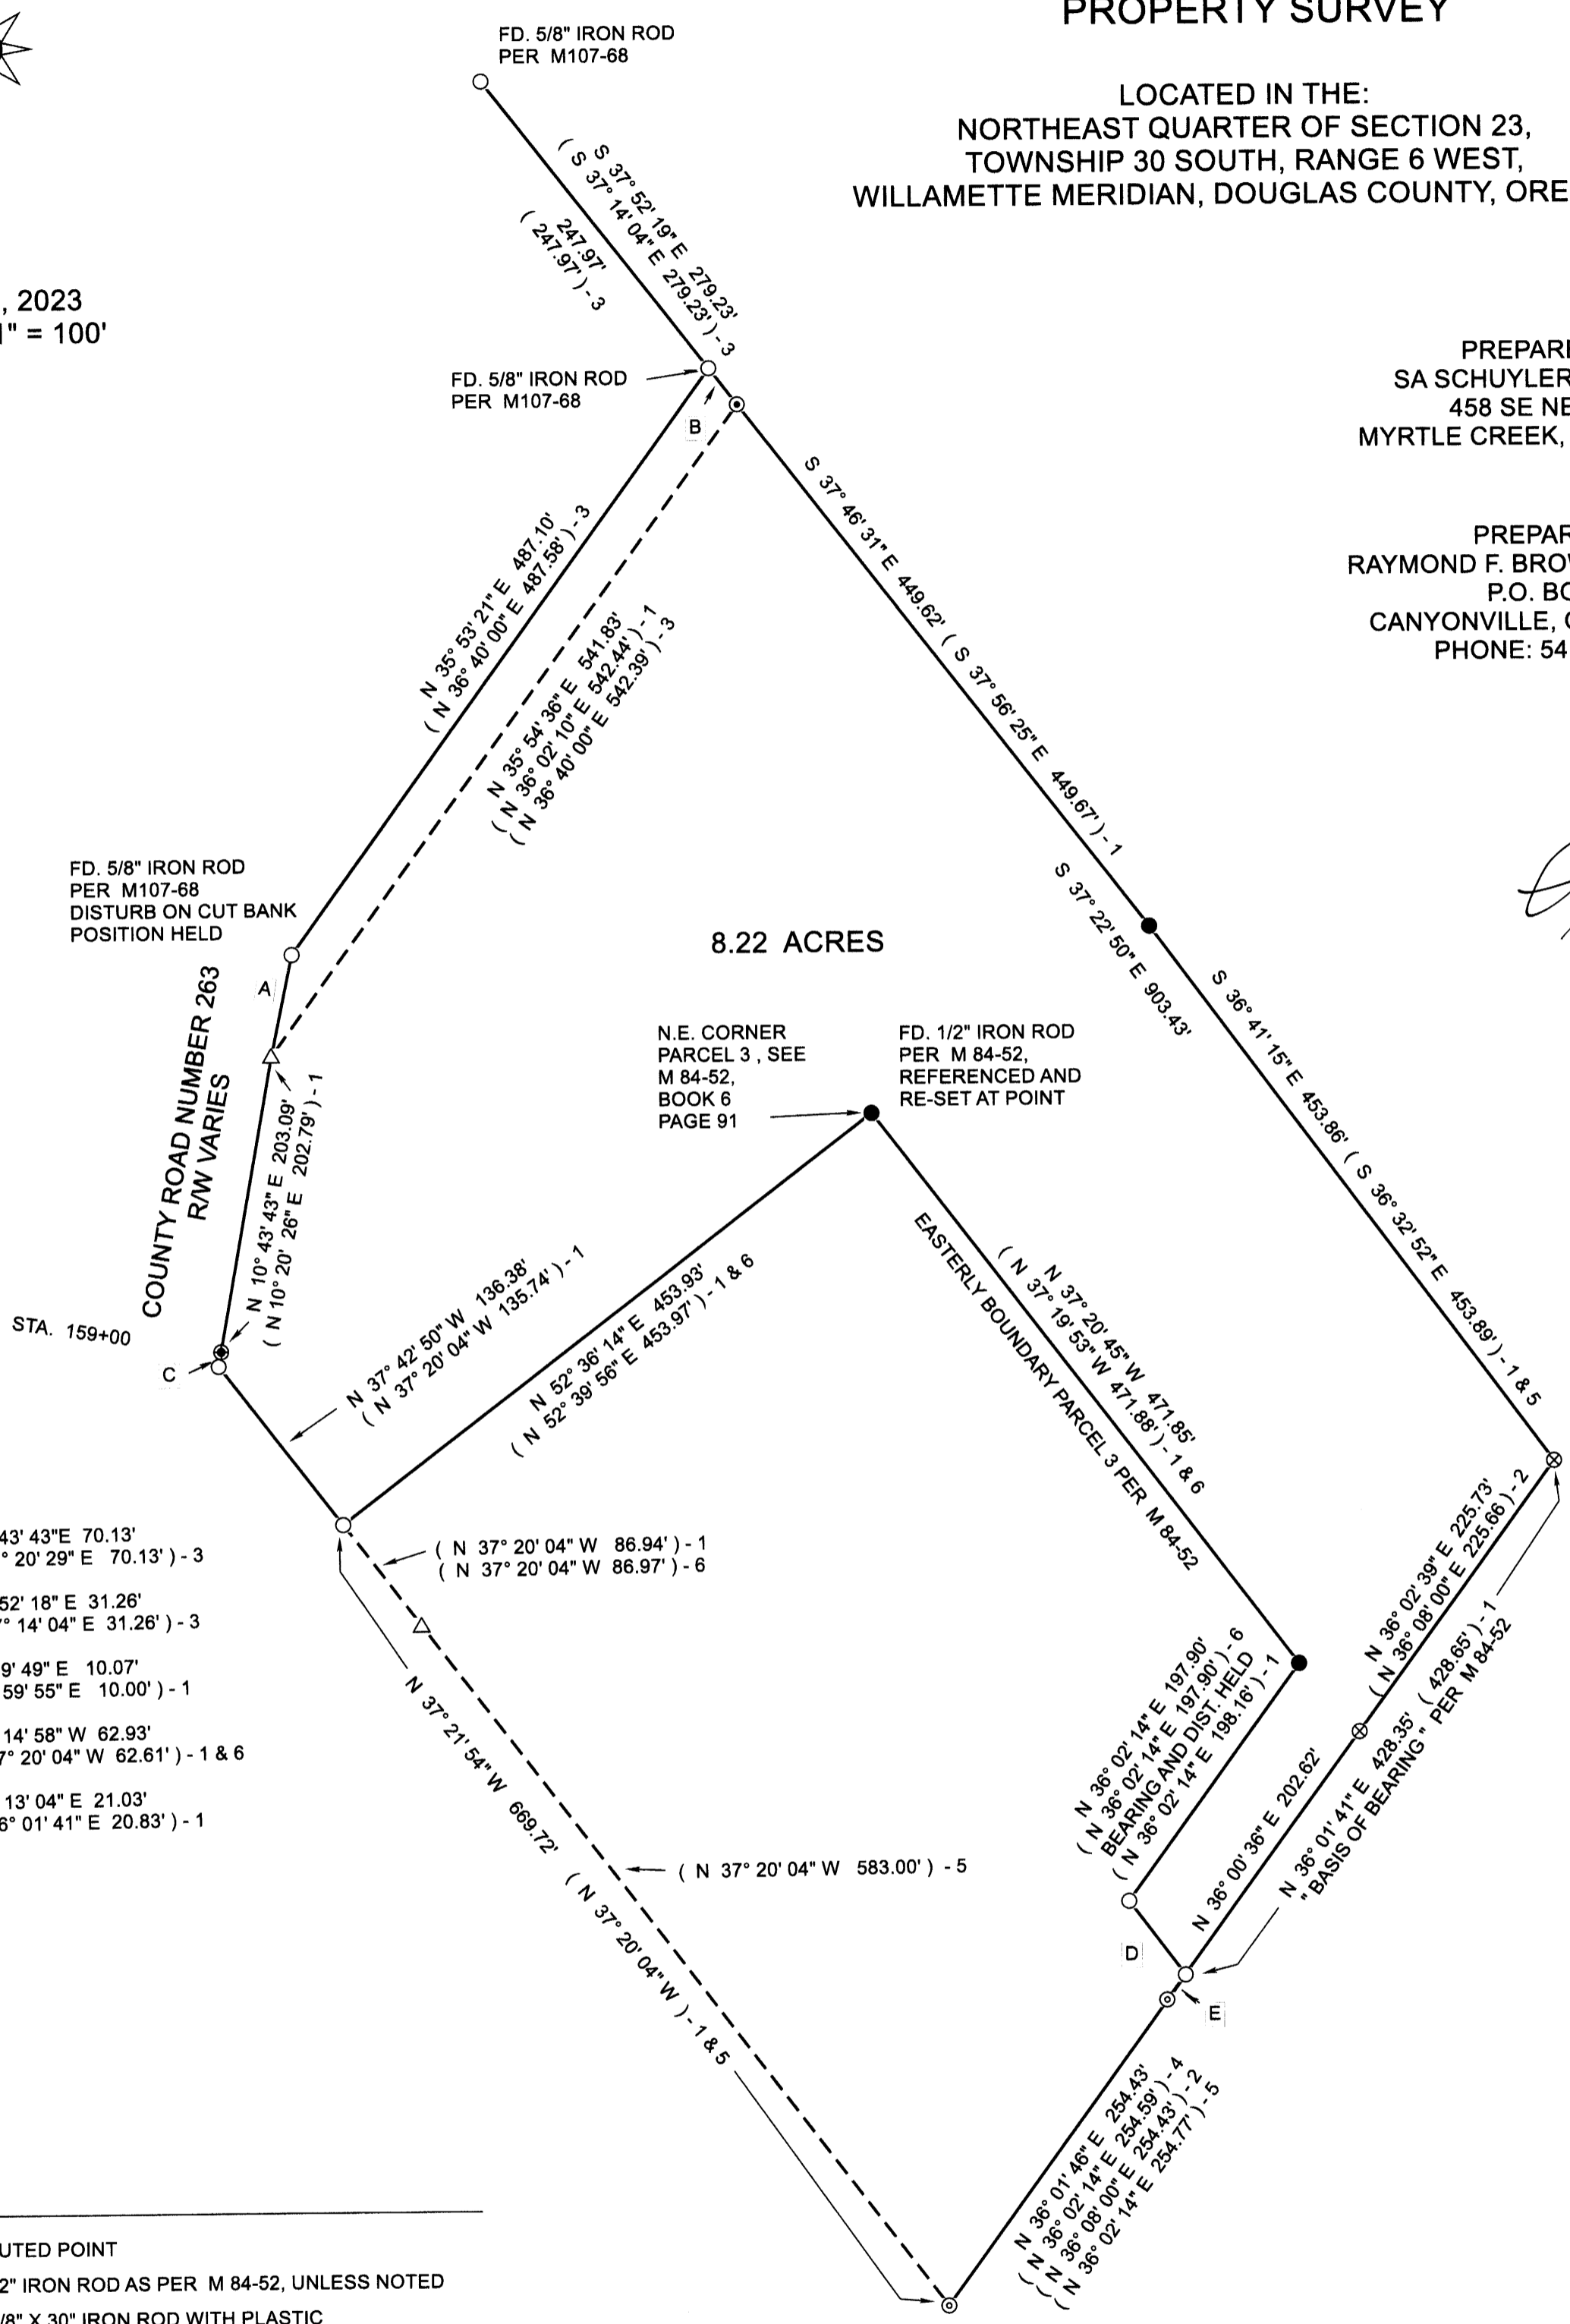 PROPERTY SURVEY
LOCATED IN THE:
NORTHEAST QUARTER OF SECTION 23,
TOWNSHIP 30 SOUTH, RANGE 6 WEST,
WILLAMETTE MERIDIAN, DOUGLAS COUNTY, ORE
, 2023
1" = 100'
PREPAR
SA SCHUYLER
458 SE NE
MYRTLE CREEK,
PREPAR
RAYMOND F. BRO
P.O. BO
CANYONVILLE,
PHONE: 54
FD. 5/8" IRON ROD
PER M107-68
S 37° 52' 19" E 279.23'
( S 37° 14' 04" E 279.23' ) - 3
247.97'
( 247.97' ) - 3
FD. 5/8" IRON ROD
PER M107-68
B
S 37° 46' 31" E 449.62' ( S 37° 56' 25" E 449.67' ) - 1
N 35° 53' 21" E 487.10'
( N 36° 40' 00" E 487.58' ) - 3
N 35° 54' 36" E 541.83'
( N 36° 02' 10" E 542.44' ) - 1
( N 36° 40' 00" E 542.39' ) - 3
FD. 5/8" IRON ROD
PER M107-68
DISTURB ON CUT BANK
POSITION HELD
A
8.22 ACRES
S 37° 22' 50" E 903.43'
S 36° 41' 15" E 453.86' ( S 36° 32' 52" E 453.89' ) - 1 & 5
COUNTY ROAD NUMBER 263
R/W VARIES
N 10° 43' 43" E 203.09'
( N 10° 20' 26" E 202.79' ) - 1
N.E. CORNER
PARCEL 3 , SEE
M 84-52,
BOOK 6
PAGE 91
FD. 1/2" IRON ROD
PER M 84-52,
REFERENCED AND
RE-SET AT POINT
STA. 159+00
C
N 37° 42' 50" W 136.38'
( N 37° 20' 04" W 135.74' ) - 1
N 52° 36' 14" E 453.93'
( N 52° 39' 56" E 453.97' ) - 1 & 6
N 37° 20' 45" W 471.85'
( N 37° 19' 53" W 471.88' ) - 1 & 6
EASTERLY BOUNDARY PARCEL 3 PER M 84-52
( N 37° 20' 04" W 86.94' ) - 1
( N 37° 20' 04" W 86.97' ) - 6
43' 43"E 70.13'
° 20' 29" E 70.13' ) - 3
52' 18" E 31.26'
° 14' 04" E 31.26' ) - 3
9' 49" E 10.07'
59' 55" E 10.00' ) - 1
14' 58" W 62.93'
7° 20' 04" W 62.61' ) - 1 & 6
13' 04" E 21.03'
6° 01' 41" E 20.83' ) - 1
N 36° 02' 39" E 225.73'
( N 36° 08' 00" E 225.66' ) - 2
N 36° 02' 14" E 197.90'
( N 36° 02' 14" E 197.90' ) - 6
BEARING AND DIST. HELD
( N 36° 02' 14" E 198.16' ) - 1
N 36° 00' 36" E 202.62'
N 36° 01' 41" E 428.35' ( 428.65' ) - 1
" BASIS OF BEARING " PER M 84-52
D
E
N 37° 21' 54" W 669.72' ( N 37° 20' 04" W ) - 1 & 5
( N 37° 20' 04" W 583.00' ) - 5
N 36° 01' 46" E 254.43'
( N 36° 02' 14" E 254.59' ) - 4
( N 36° 08' 00" E 254.43' ) - 2
( N 36° 02' 14" E 254.77' ) - 5
UTED POINT
2" IRON ROD AS PER M 84-52, UNLESS NOTED
/8" X 30" IRON ROD WITH PLASTIC